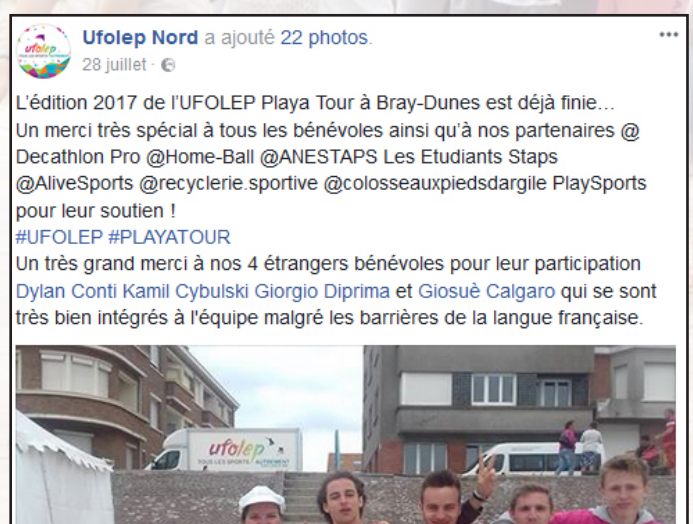 Ufolep Nord a ajouté 22 photos.
ufolep
28 juillet ·
L'édition 2017 de l'UFOLEP Playa Tour à Bray-Dunes est déjà finie…
Un merci très spécial à tous les bénévoles ainsi qu'à nos partenaires @
Decathlon Pro @Home-Ball @ANESTAPS Les Etudiants Staps
@AliveSports @recyclerie.sportive @colosseauxpiedsdargile PlaySports
pour leur soutien !
#UFOLEP #PLAYATOUR
Un très grand merci à nos 4 étrangers bénévoles pour leur participation
Dylan Conti Kamil Cybulski Giorgio Diprima et Giosuè Calgaro qui se sont
très bien intégrés à l'équipe malgré les barrières de la langue française.
ufolep
TOUS LES SPORTS AUTREMENT